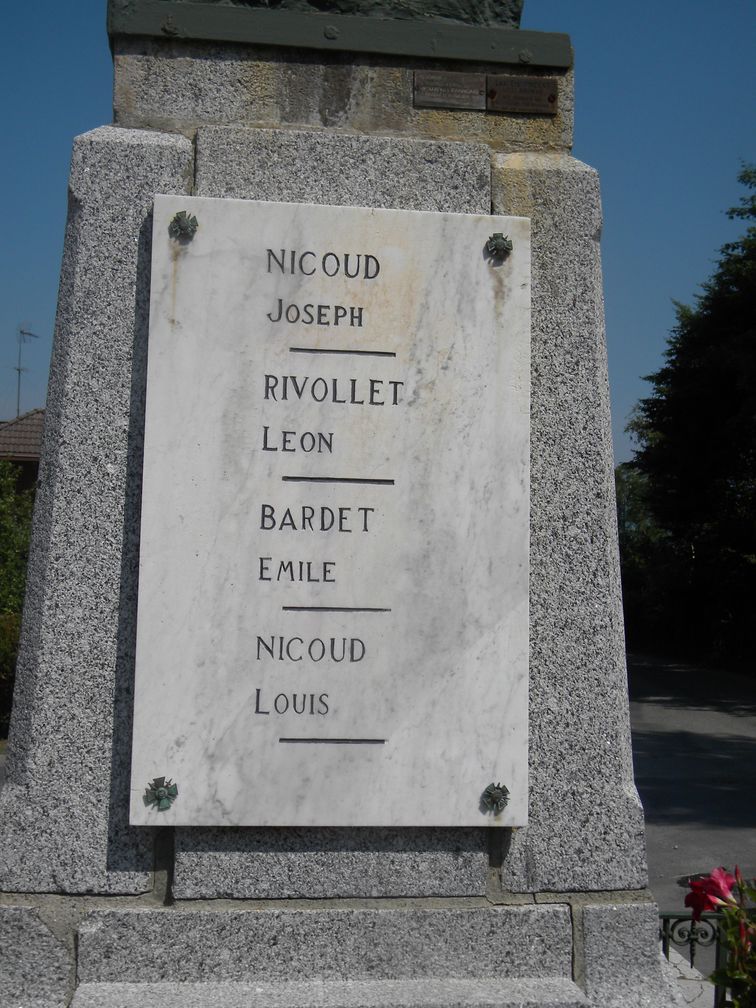 NICOUD
JOSEPH
RIVOLLET
LEON
BARDET
EMILE
NICOUD
LOUIS